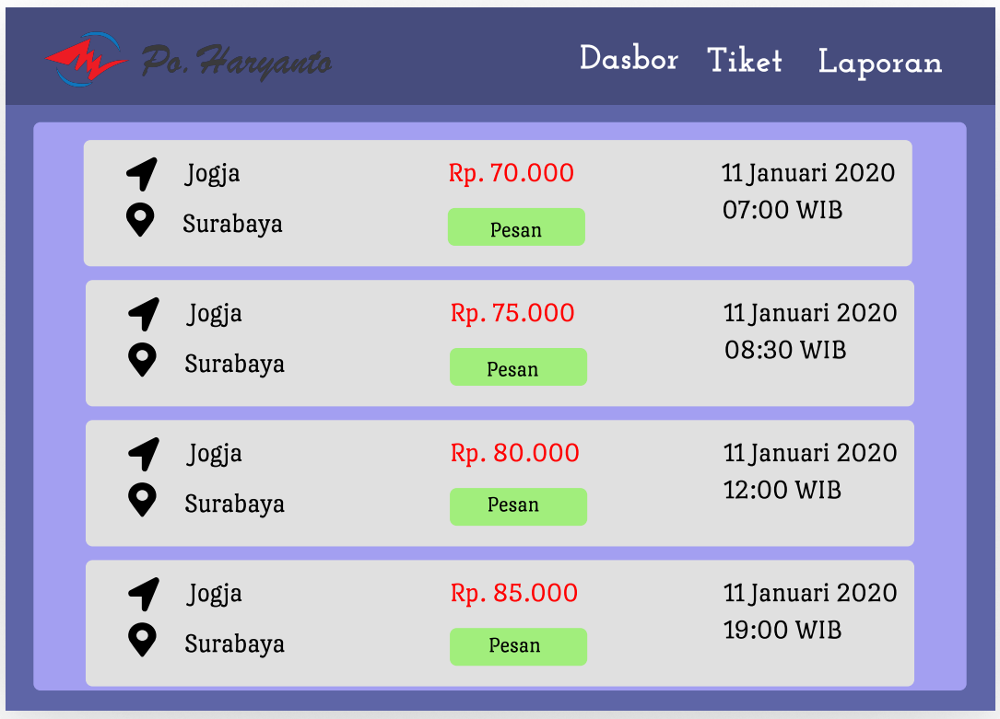 Po. Haryanto
Dasbor Tiket Laporan
Jogja Rp. 70.000 11 Januari 2020
07:00 WIB
Surabaya Pesan
Jogja Rp. 75.000 11 Januari 2020
08:30 WIB
Surabaya Pesan
Jogja Rp. 80.000 11 Januari 2020
12:00 WIB
Surabaya Pesan
Jogja Rp. 85.000 11 Januari 2020
19:00 WIB
Surabaya Pesan